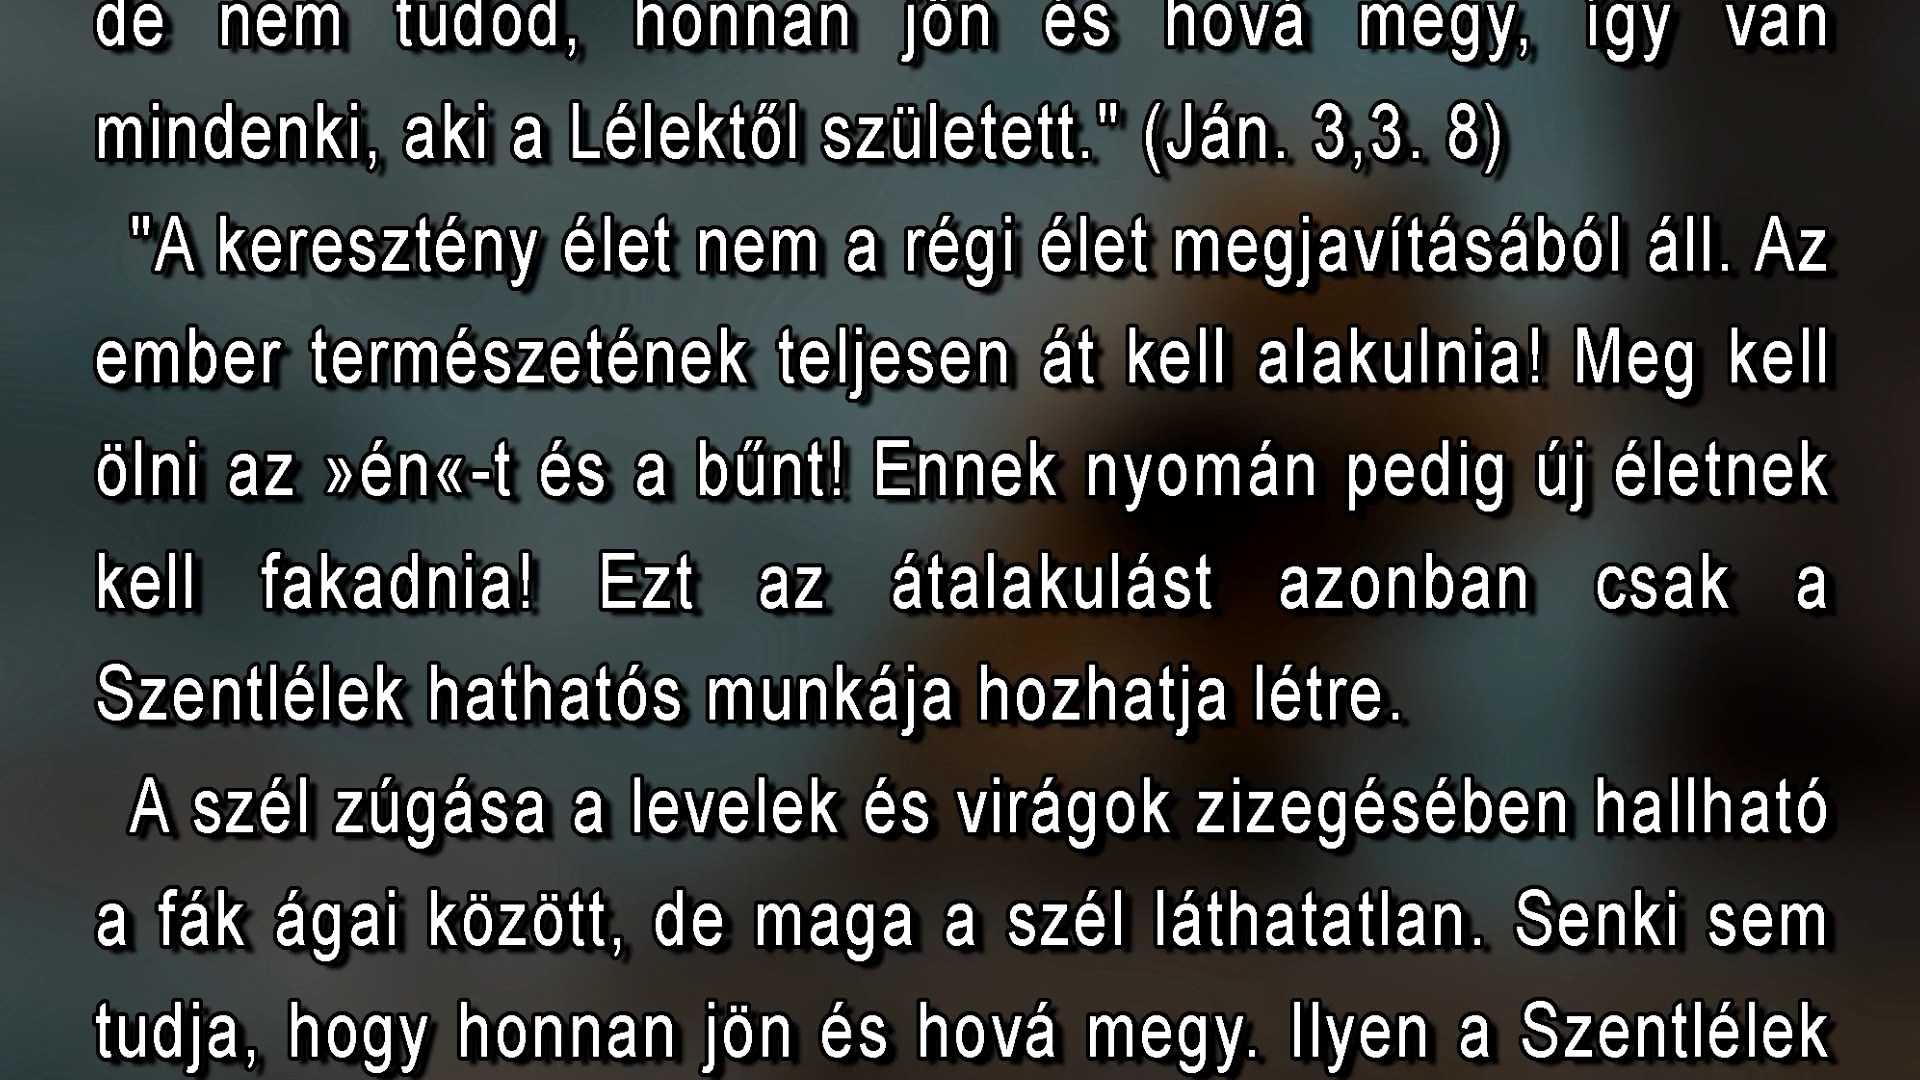 de nem tudod, honnan jön és hová megy, így van
mindenki, aki a Lélektől született." (Ján. 3,3. 8)
"A keresztény élet nem a régi élet megjavításából áll. Az
ember természetének teljesen át kell alakulnia! Meg kell
ölni az »én«-t és a bűnt! Ennek nyomán pedig új életnek
kell fakadnia! Ezt az átalakulást azonban csak a
Szentlélek hathatós munkája hozhatja létre.
A szél zúgása a levelek és virágok zizegésében hallható
a fák ágai között, de maga a szél láthatatlan. Senki sem
tudja, hogy honnan jön és hová megy. Ilyen a Szentlélek